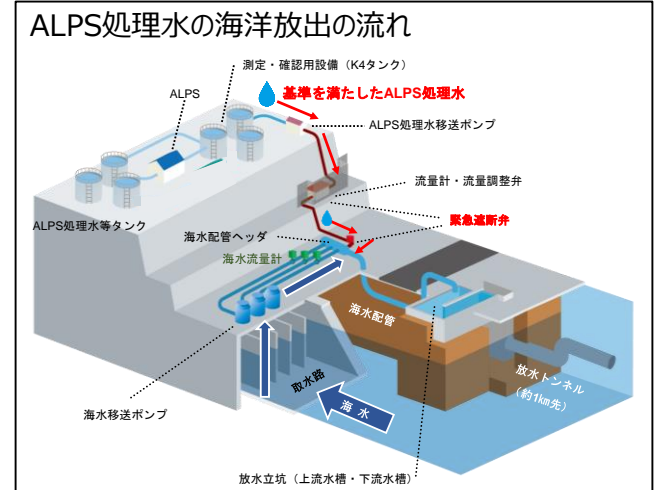 ALPS処理水の海洋放出の流れ
測定・確認用設備（K4タンク）
ALPS
基準を満たしたALPS処理水
ALPS処理水移送ポンプ
流量計・流量調整弁
ALPS処理水等タンク
緊急遮断弁
海水配管ヘッダ
海水流量計
海水配管
取水路
放水トンネル
（約1km先）
海水移送ポンプ
海 水
放水立坑（上流水槽・下流水槽）